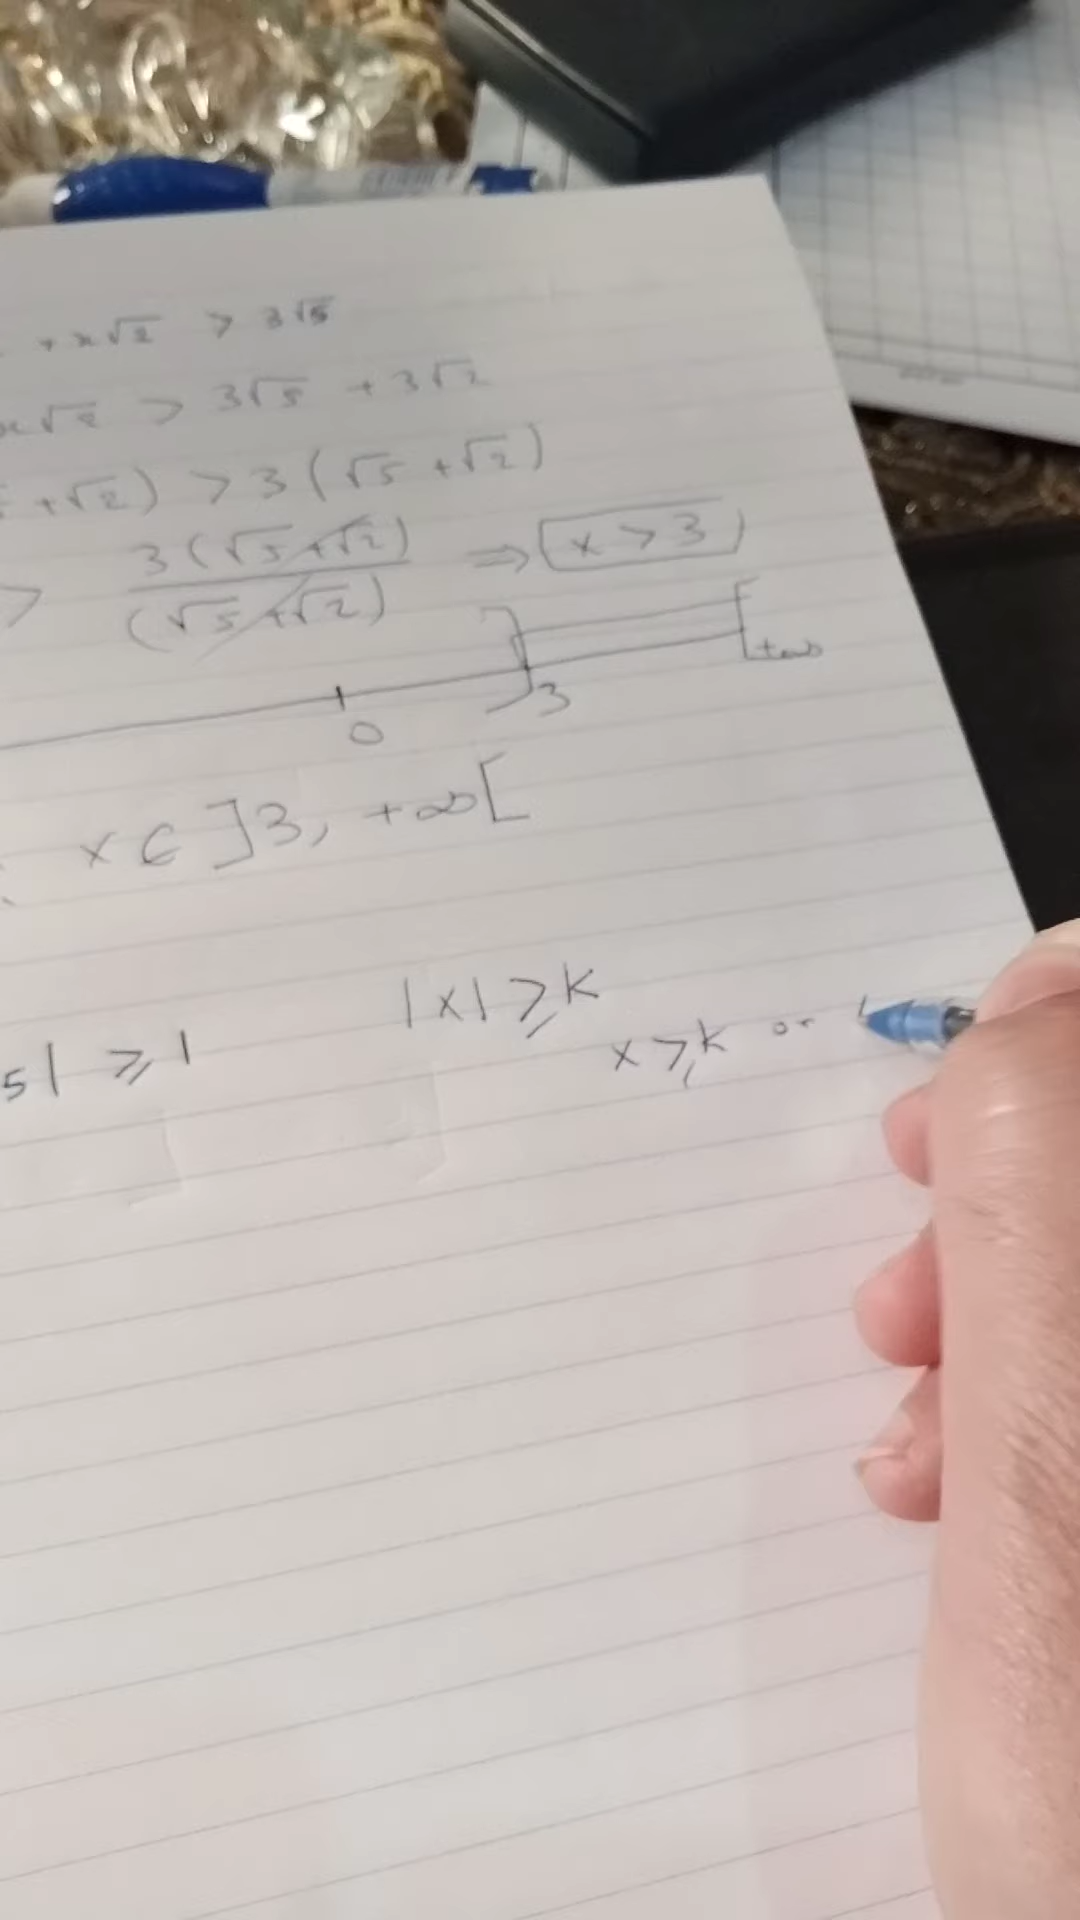 + x√2 > 3√5
x√2 > 3√5 + 3√2
+√2) > 3(√5 +√2)
> 3(√5+√2) / (√5+√2) ⇒ x > 3
0 3 +∞
x ∈ ]3, +∞[
|x| ⩾ k
5| ⩾ 1
x ⩾ k or